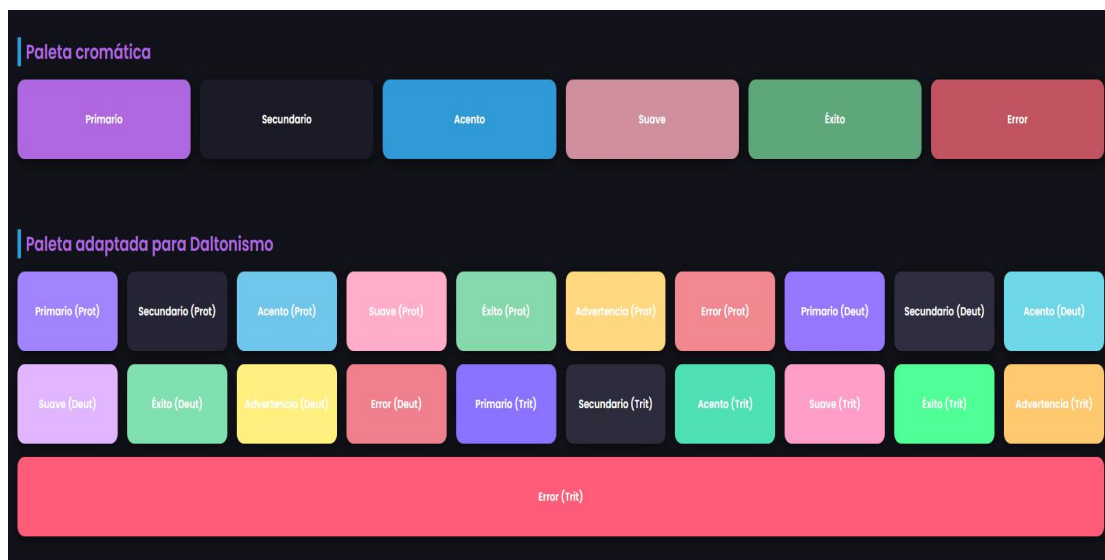 Paleta cromática
Primario
Secundario
Acento
Suave
Éxito
Error
Paleta adaptada para Daltonismo
Primario (Prot)
Secundario (Prot)
Acento (Prot)
Suave (Prot)
Éxito (Prot)
Advertencia (Prot)
Error (Prot)
Primario (Deut)
Secundario (Deut)
Acento (Deut)
Suave (Deut)
Éxito (Deut)
Advertencia (Deut)
Error (Deut)
Primario (Trit)
Secundario (Trit)
Acento (Trit)
Suave (Trit)
Éxito (Trit)
Advertencia (Trit)
Error (Trit)